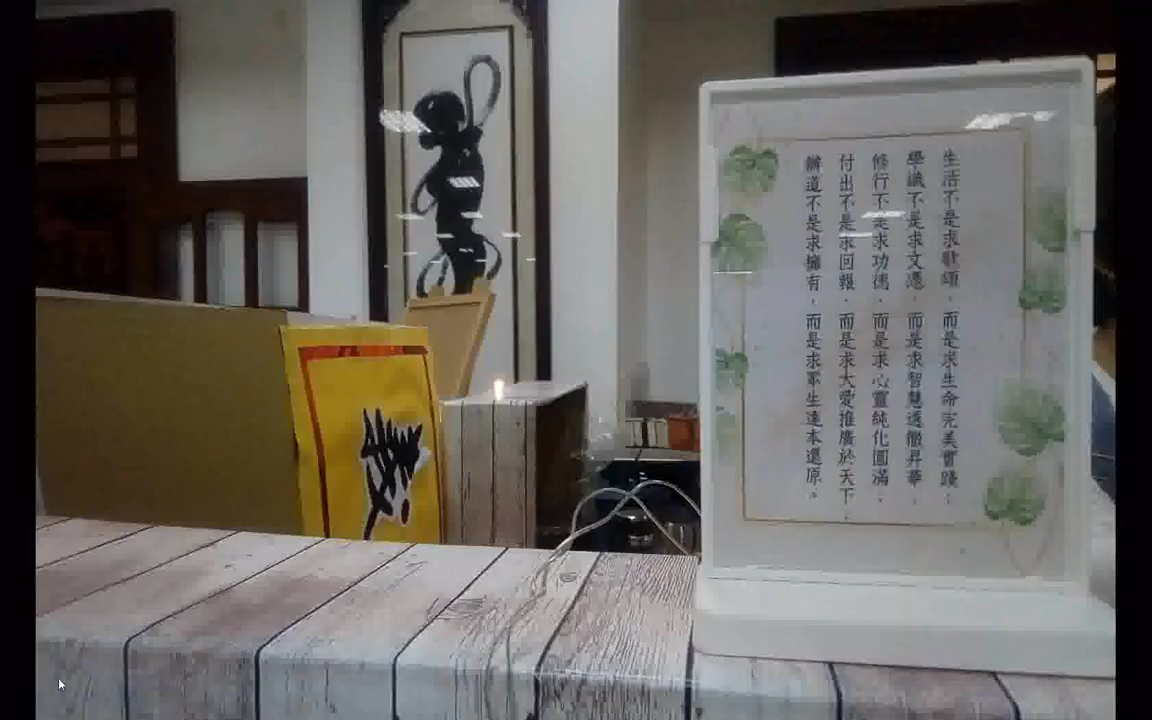 生活不是求歌頌，而是求生命完美實踐；
學識不是求文憑，而是求智慧透徹昇華；
修行不是求功德，而是求心靈純化圓滿，
付出不是求回報，而是求大愛推廣於天下，
辦道不是求擁有，而是求眾生達本還原。